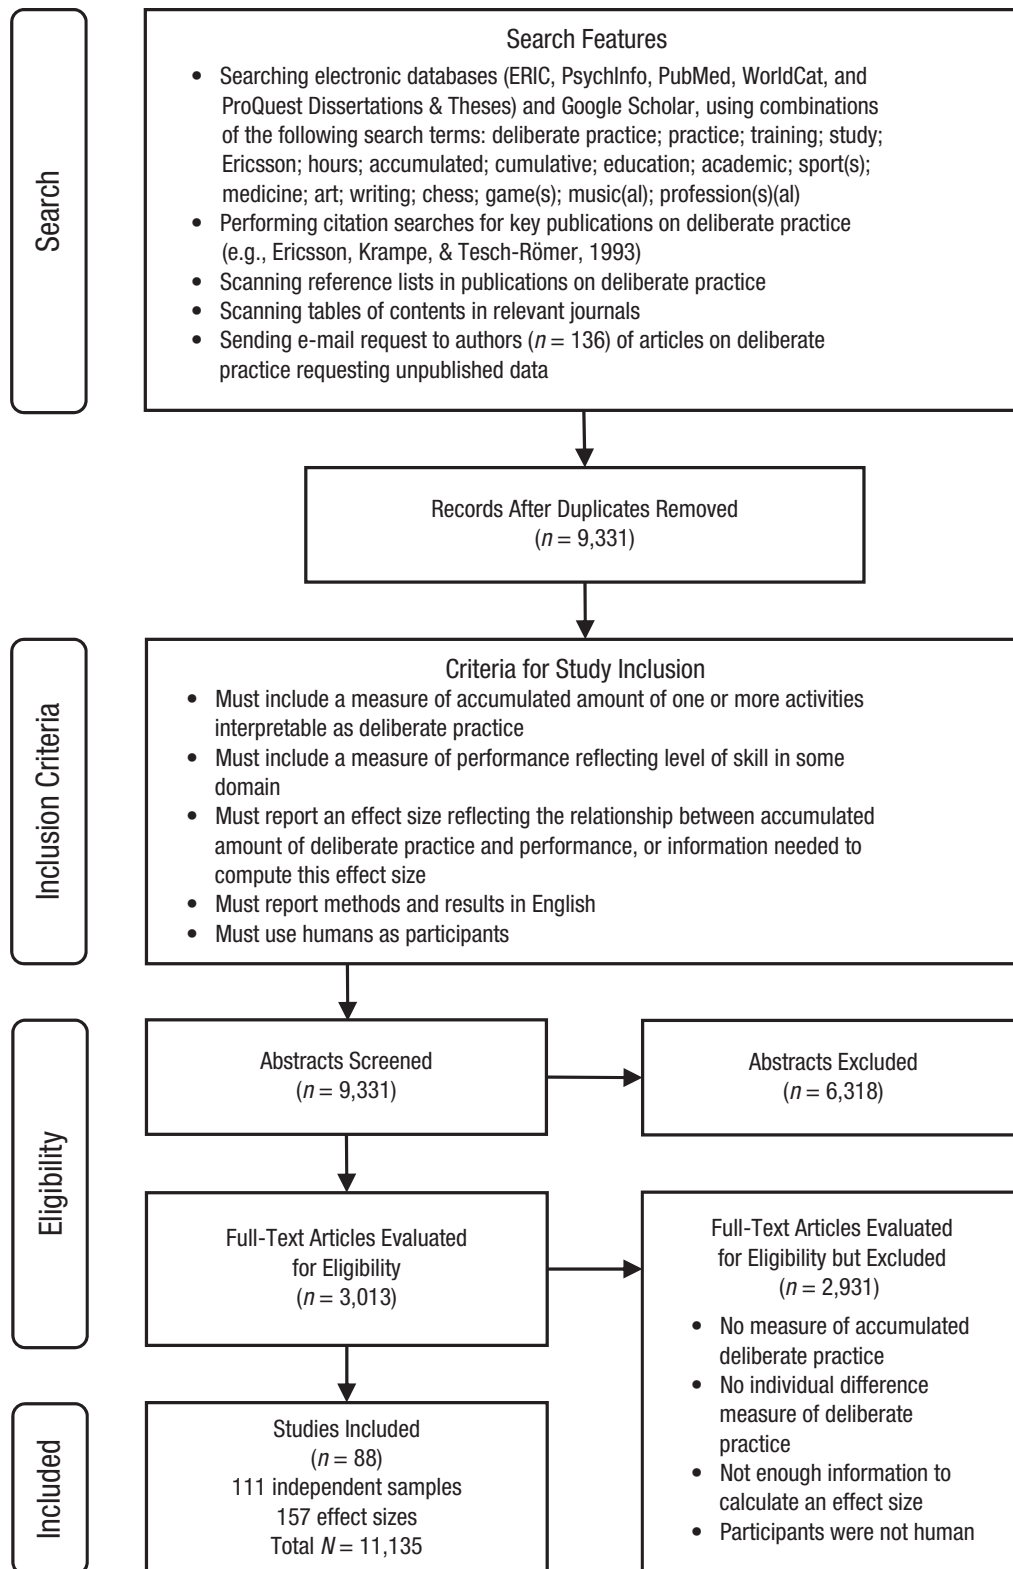 Search
Search Features
• Searching electronic databases (ERIC, PsychInfo, PubMed, WorldCat, and
ProQuest Dissertations & Theses) and Google Scholar, using combinations
of the following search terms: deliberate practice; practice; training; study;
Ericsson; hours; accumulated; cumulative; education; academic; sport(s);
medicine; art; writing; chess; game(s); music(al); profession(s)(al)
• Performing citation searches for key publications on deliberate practice
(e.g., Ericsson, Krampe, & Tesch-Römer, 1993)
• Scanning reference lists in publications on deliberate practice
• Scanning tables of contents in relevant journals
• Sending e-mail request to authors (n = 136) of articles on deliberate
practice requesting unpublished data
Records After Duplicates Removed
(n = 9,331)
Inclusion Criteria
Criteria for Study Inclusion
• Must include a measure of accumulated amount of one or more activities
interpretable as deliberate practice
• Must include a measure of performance reflecting level of skill in some
domain
• Must report an effect size reflecting the relationship between accumulated
amount of deliberate practice and performance, or information needed to
compute this effect size
• Must report methods and results in English
• Must use humans as participants
Eligibility
Abstracts Screened
(n = 9,331)
Abstracts Excluded
(n = 6,318)
Full-Text Articles Evaluated
for Eligibility
(n = 3,013)
Full-Text Articles Evaluated
for Eligibility but Excluded
(n = 2,931)
• No measure of accumulated
deliberate practice
• No individual difference
measure of deliberate
practice
• Not enough information to
calculate an effect size
• Participants were not human
Included
Studies Included
(n = 88)
111 independent samples
157 effect sizes
Total N = 11,135